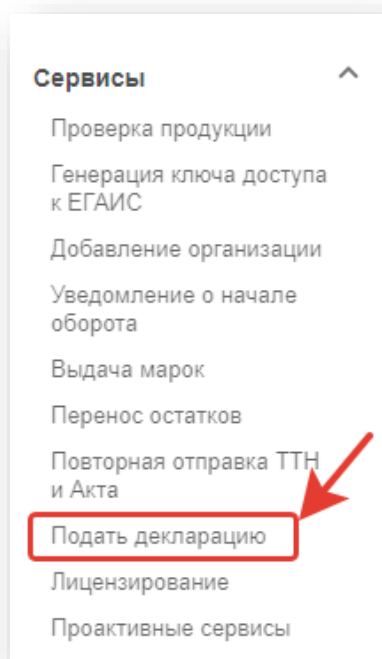 Сервисы
Проверка продукции
Генерация ключа доступа
к ЕГАИС
Добавление организации
Уведомление о начале
оборота
Выдача марок
Перенос остатков
Повторная отправка ТТН
и Акта
Подать декларацию
Лицензирование
Проактивные сервисы